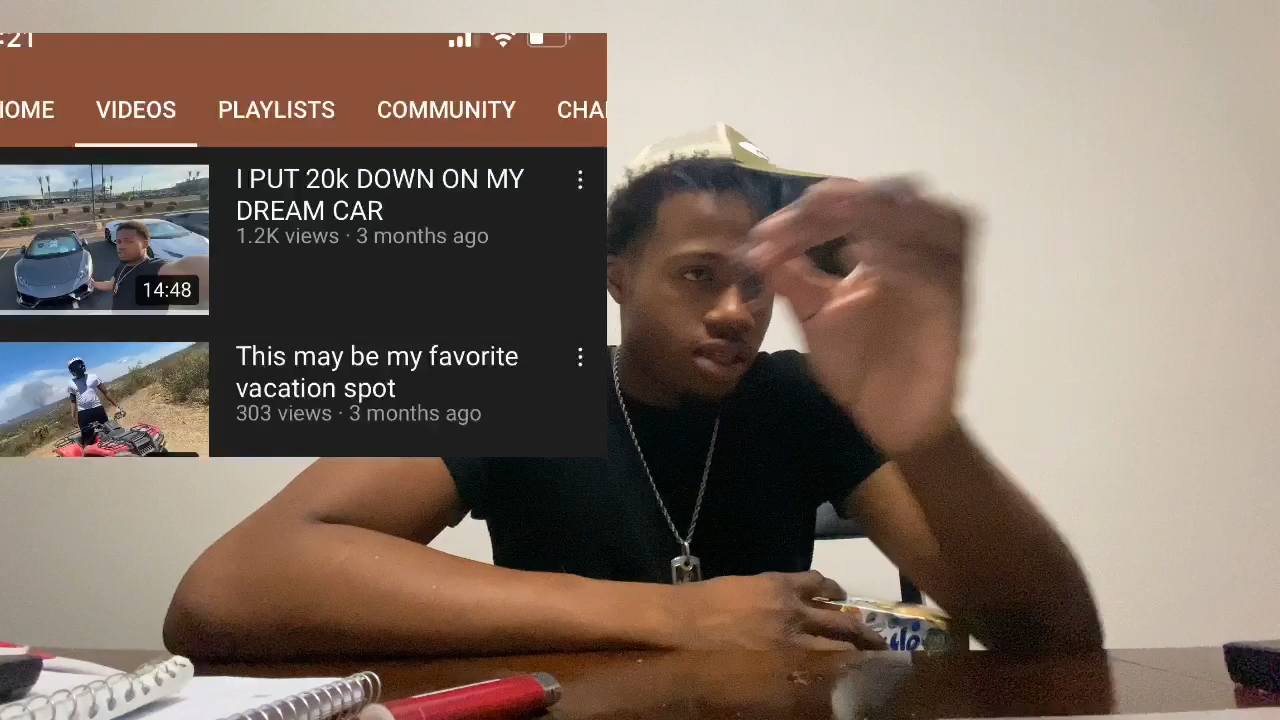 :21
HOME VIDEOS PLAYLISTS COMMUNITY CHA
I PUT 20k DOWN ON MY
DREAM CAR
1.2K views · 3 months ago
14:48
This may be my favorite
vacation spot
303 views · 3 months ago